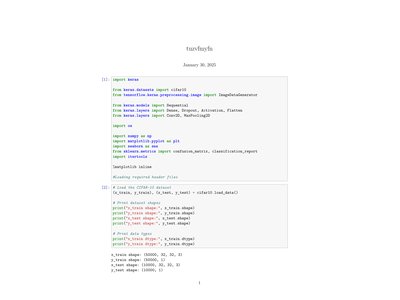 January 30, 2025
[1]: import keras
from keras.datasets import cifar10
from tensorflow.keras.preprocessing.image import ImageDataGenerator
from keras.models import Sequential
from keras.layers import Dense, Dropout, Activation, Flatten
from keras.layers import Conv2D, MaxPooling2D
import os
import numpy as np
import matplotlib.pyplot as plt
import seaborn as sns
from sklearn.metrics import confusion_matrix, classification_report
import itertools
%matplotlib inline
#Loading required header files
[2]: # Load the CIFAR-10 dataset
(x_train, y_train), (x_test, y_test) = cifar10.load_data()
# Print dataset shapes
print("x_train shape:", x_train.shape)
print("y_train shape:", y_train.shape)
print("x_test shape:", x_test.shape)
print("y_test shape:", y_test.shape)
# Print data types
print("x_train dtype:", x_train.dtype)
print("y_train dtype:", y_train.dtype)
x_train shape: (50000, 32, 32, 3)
y_train shape: (50000, 1)
x_test shape: (10000, 32, 32, 3)
y_test shape: (10000, 1)
1